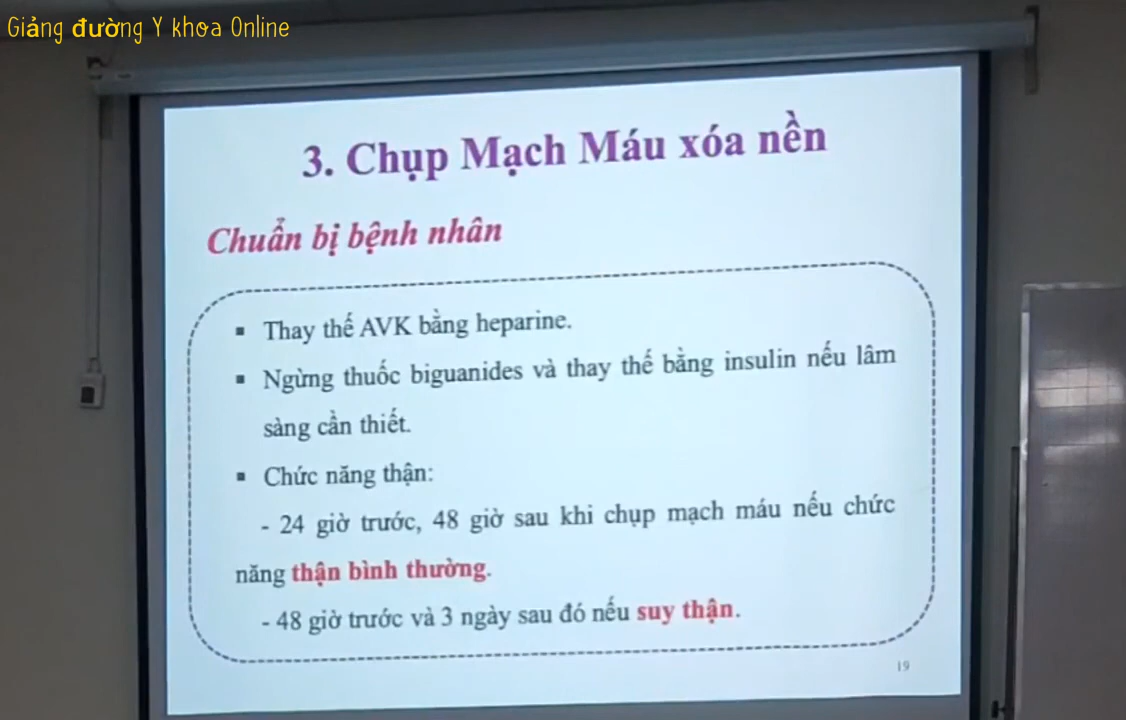 Giảng đường Y khoa Online
3. Chụp Mạch Máu xóa nền
Chuẩn bị bệnh nhân
▪ Thay thế AVK bằng heparine.
▪ Ngừng thuốc biguanides và thay thế bằng insulin nếu lâm
sàng cần thiết.
▪ Chức năng thận:
- 24 giờ trước, 48 giờ sau khi chụp mạch máu nếu chức
năng thận bình thường.
- 48 giờ trước và 3 ngày sau đó nếu suy thận.
19